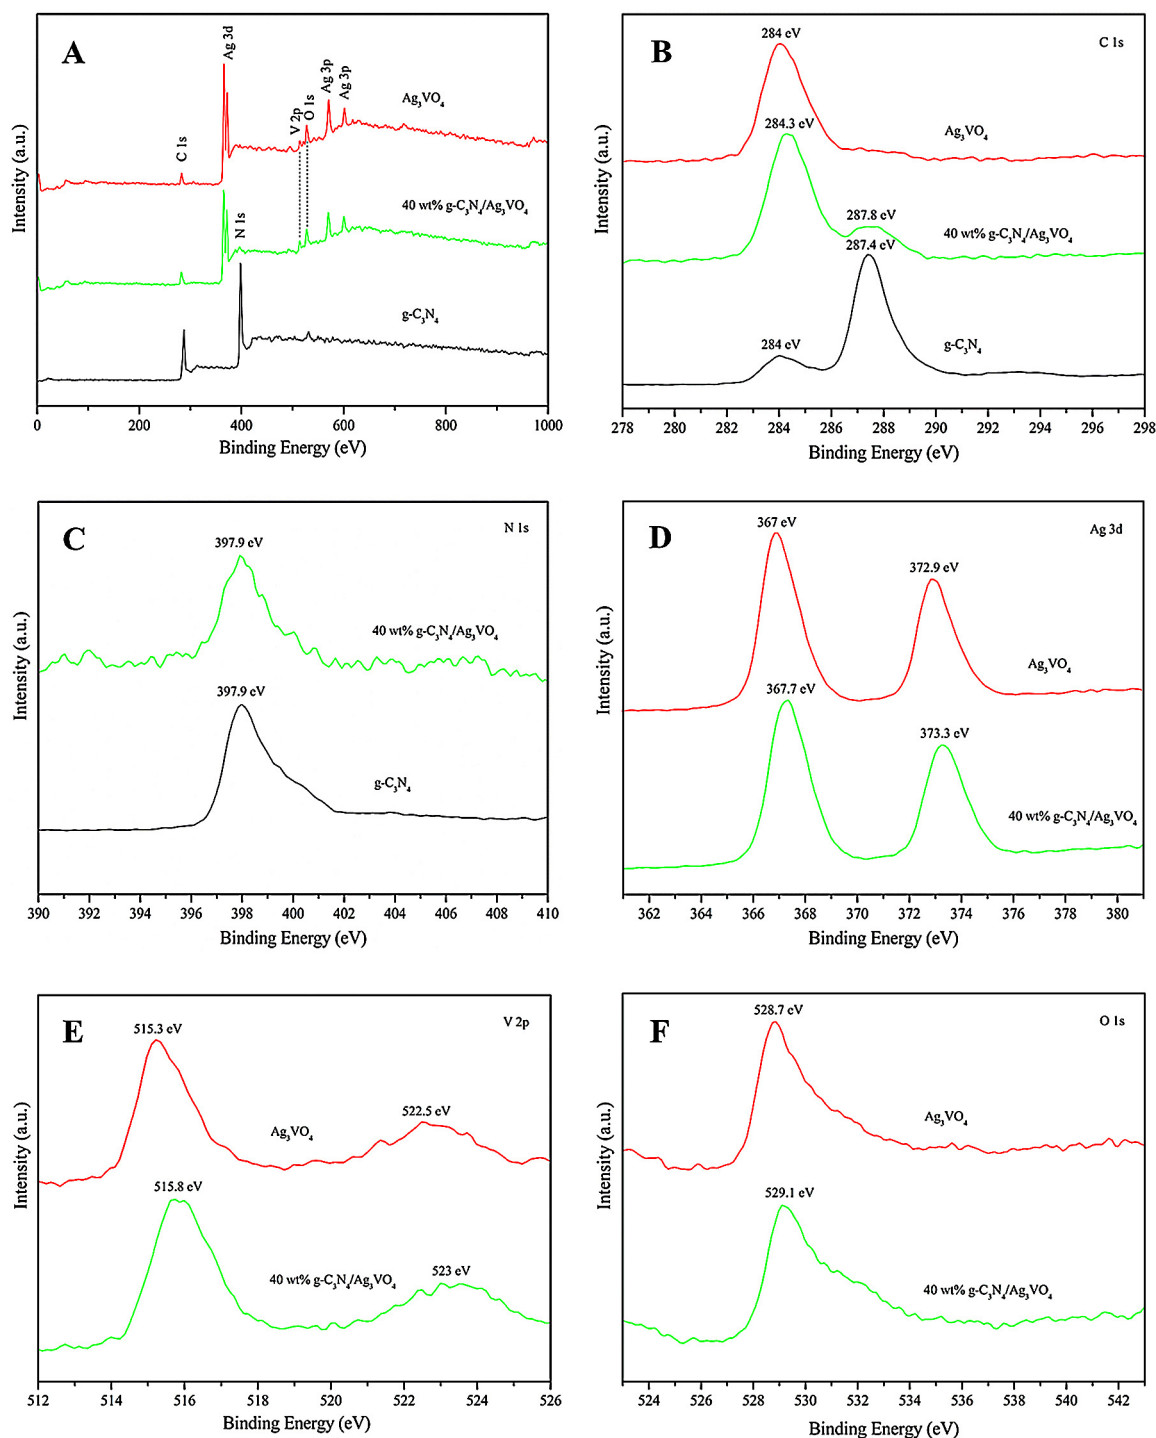 A
Ag 3d
C 1s
V 2p
O 1s
Ag 3p
Ag 3p
Ag₃VO₄
40 wt% g-C₃N₄/Ag₃VO₄
N 1s
g-C₃N₄
Intensity (a.u.)
0 200 400 600 800 1000
Binding Energy (eV)
B
C 1s
284 eV
Ag₃VO₄
284.3 eV
287.8 eV
40 wt% g-C₃N₄/Ag₃VO₄
287.4 eV
284 eV
g-C₃N₄
Intensity (a.u.)
278 280 282 284 286 288 290 292 294 296 298
Binding Energy (eV)
C
N 1s
397.9 eV
40 wt% g-C₃N₄/Ag₃VO₄
397.9 eV
g-C₃N₄
Intensity (a.u.)
390 392 394 396 398 400 402 404 406 408 410
Binding Energy (eV)
D
Ag 3d
367 eV
372.9 eV
Ag₃VO₄
367.7 eV
373.3 eV
40 wt% g-C₃N₄/Ag₃VO₄
Intensity (a.u.)
362 364 366 368 370 372 374 376 378 380
Binding Energy (eV)
E
V 2p
515.3 eV
522.5 eV
Ag₃VO₄
515.8 eV
523 eV
40 wt% g-C₃N₄/Ag₃VO₄
Intensity (a.u.)
512 514 516 518 520 522 524 526
Binding Energy (eV)
F
O 1s
528.7 eV
Ag₃VO₄
529.1 eV
40 wt% g-C₃N₄/Ag₃VO₄
Intensity (a.u.)
524 526 528 530 532 534 536 538 540 542
Binding Energy (eV)